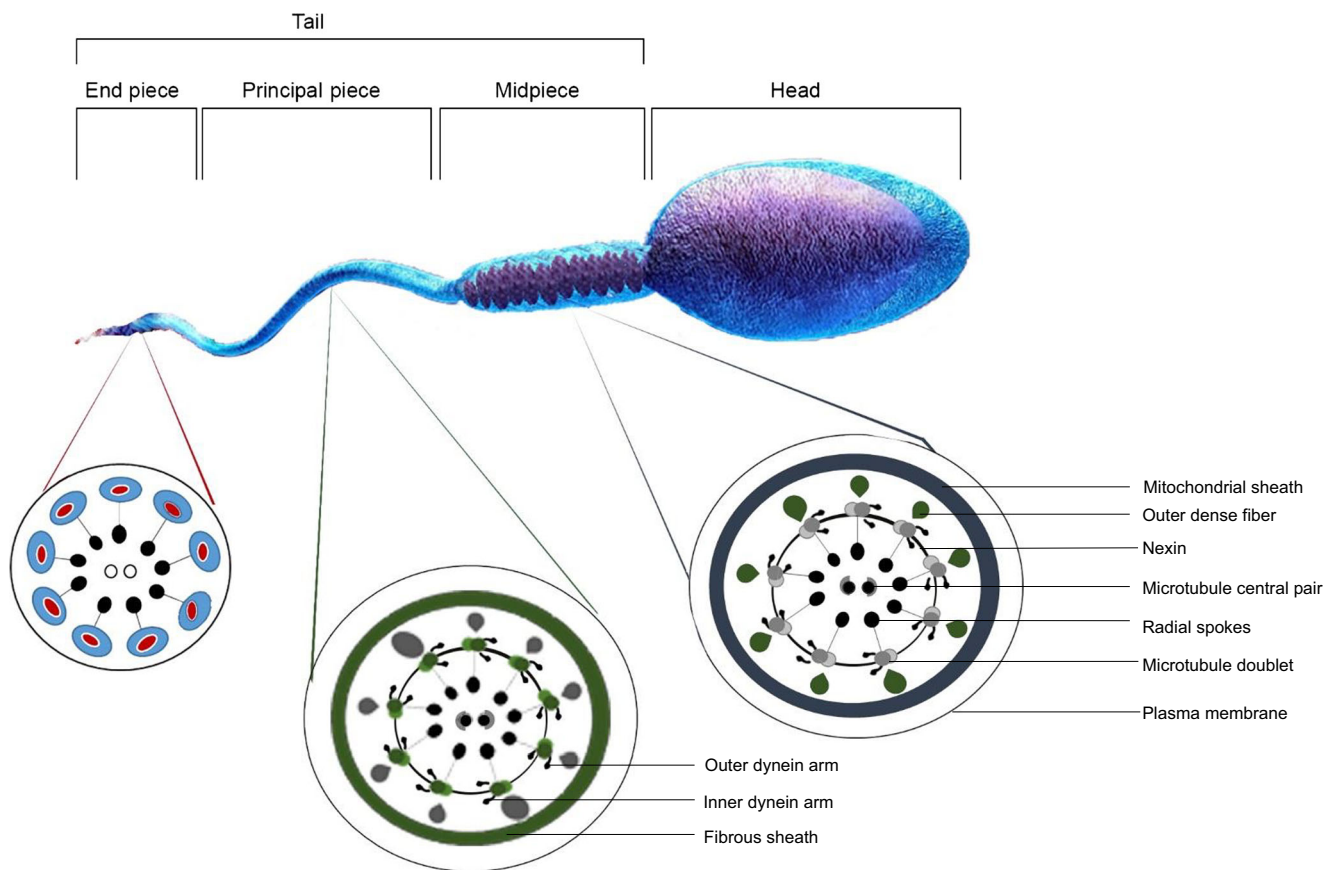 Tail
End piece
Principal piece
Midpiece
Head
Mitochondrial sheath
Outer dense fiber
Nexin
Microtubule central pair
Radial spokes
Microtubule doublet
Plasma membrane
Outer dynein arm
Inner dynein arm
Fibrous sheath